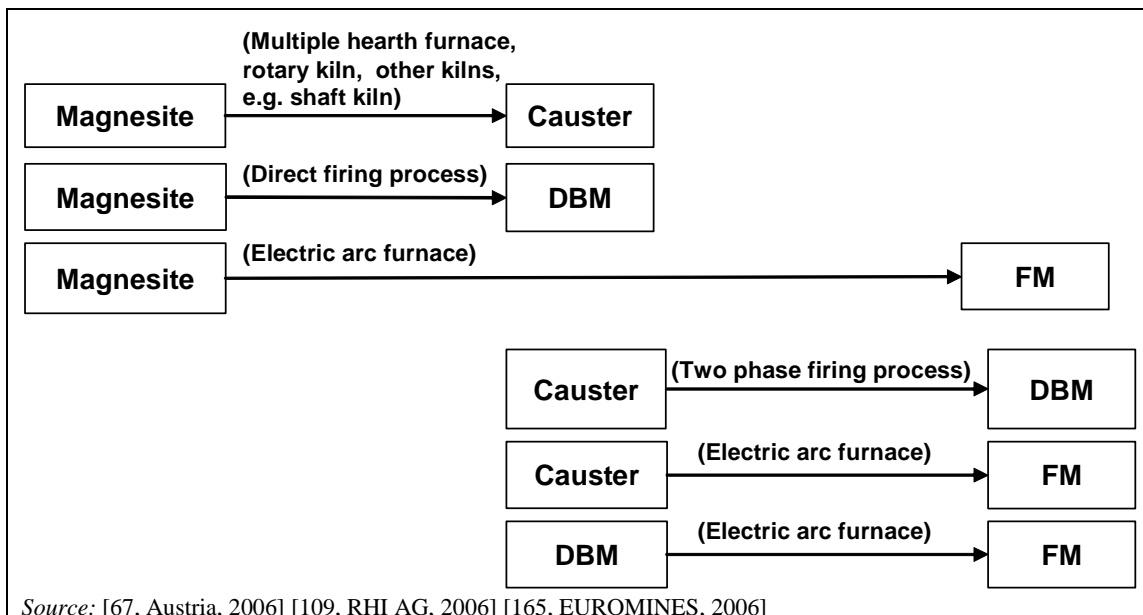 (Multiple hearth furnace,
rotary kiln, other kilns,
e.g. shaft kiln)
Magnesite
Causter
(Direct firing process)
Magnesite
DBM
(Electric arc furnace)
Magnesite
FM
(Two phase firing process)
Causter
DBM
(Electric arc furnace)
Causter
FM
(Electric arc furnace)
DBM
FM
Source: [67, Austria, 2006] [109, RHI AG, 2006] [165, EUROMINES, 2006]